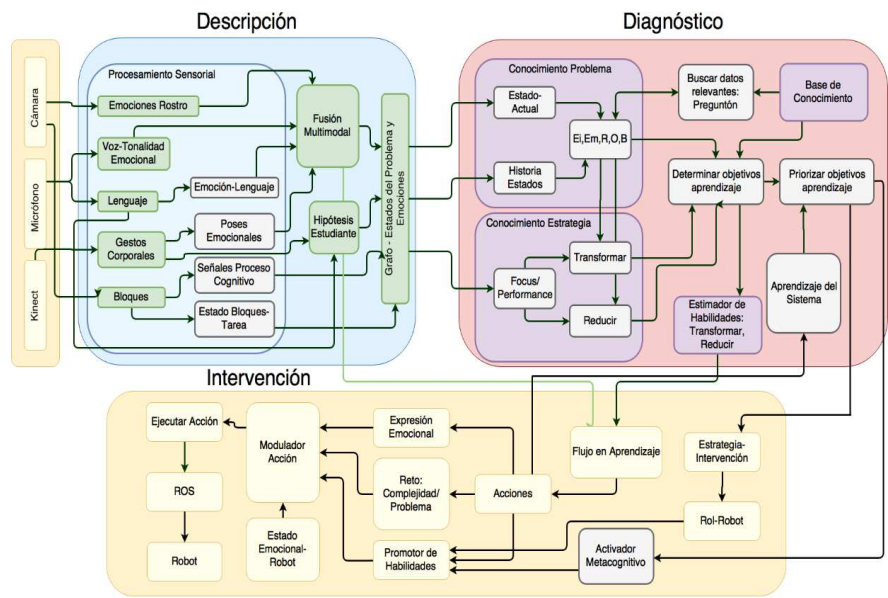 Descripción
Diagnóstico
Cámara
Micrófono
Kinect
Procesamiento Sensorial
Emociones Rostro
Voz-Tonalidad
Emocional
Lenguaje
Emoción-Lenguaje
Gestos
Corporales
Poses
Emocionales
Bloques
Señales Proceso
Cognitivo
Estado Bloques-
Tarea
Fusión
Multimodal
Hipótesis
Estudiante
Grafo - Estados del Problema y
Emociones
Conocimiento Problema
Estado-
Actual
Historia
Estados
Ei,Em,R,O,B
Conocimiento Estrategia
Focus/
Performance
Transformar
Reducir
Buscar datos
relevantes:
Preguntón
Base de
Conocimiento
Determinar objetivos
aprendizaje
Priorizar objetivos
aprendizaje
Estimador de
Habilidades:
Transformar,
Reducir
Aprendizaje del
Sistema
Intervención
Ejecutar Acción
ROS
Robot
Modulador
Acción
Estado
Emocional-
Robot
Expresión
Emocional
Reto:
Complejidad/
Problema
Promotor de
Habilidades
Acciones
Flujo en Aprendizaje
Activador
Metacognitivo
Estrategia-
Intervención
Rol-Robot